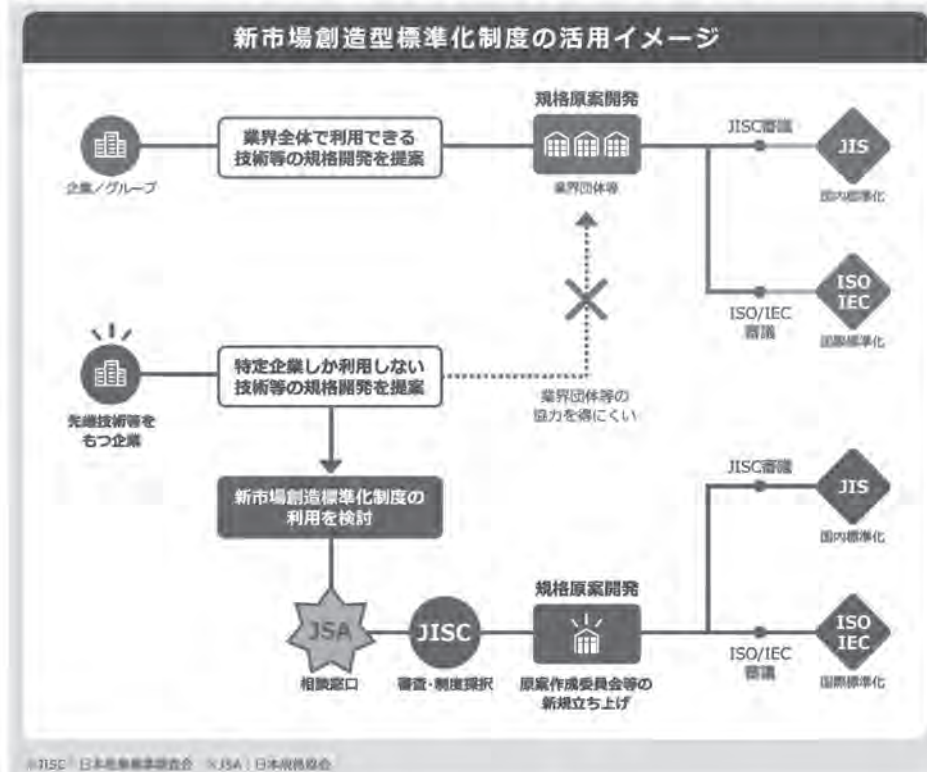 新市場創造型標準化制度の活用イメージ
企業/グループ
業界全体で利用できる
技術等の規格開発を提案
規格原案開発
業界団体等
JISC審議
JIS
国内標準化
ISO
IEC
ISO/IEC
審議
国際標準化
先端技術等を
もつ企業
特定企業しか利用しない
技術等の規格開発を提案
業界団体等の
協力を得にくい
新市場創造標準化制度の
利用を検討
JSA
相談窓口
JISC
審査・制度採択
規格原案開発
原案作成委員会等の
新規立ち上げ
JISC審議
JIS
国内標準化
ISO/IEC
審議
ISO
IEC
国際標準化
※JISC:日本産業標準調査会 ※JSA:日本規格協会